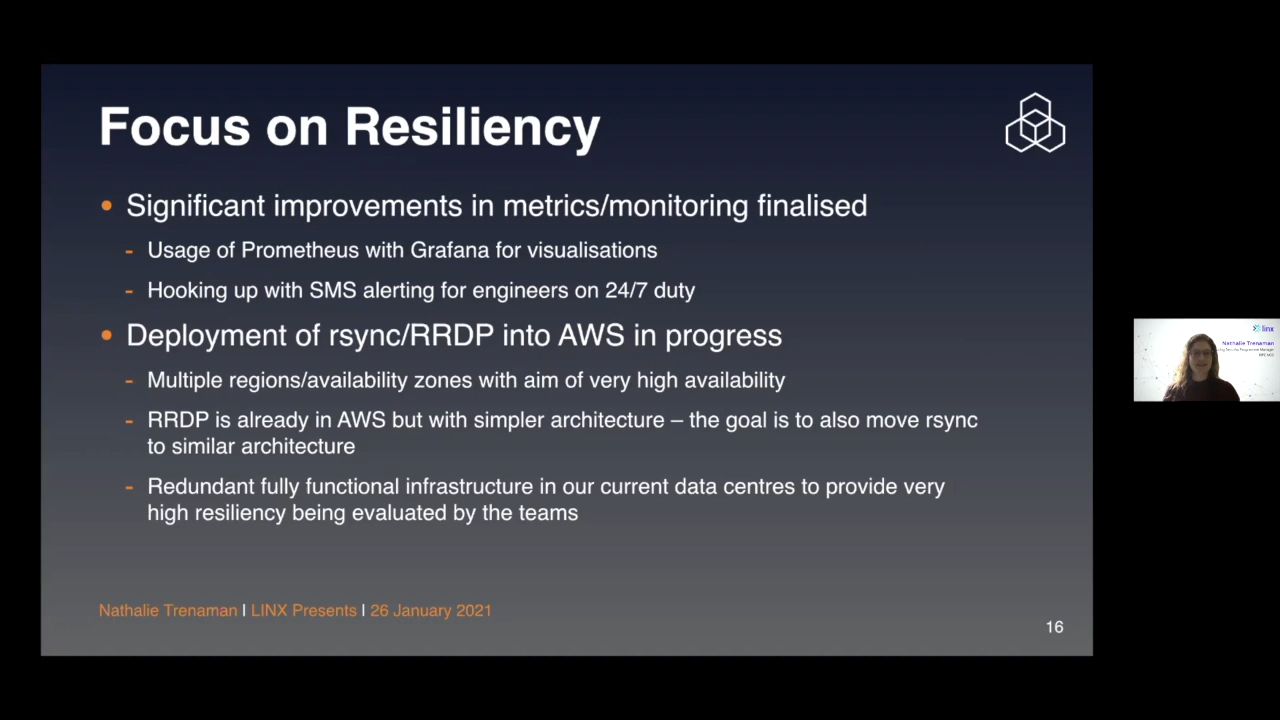 Focus on Resiliency
• Significant improvements in metrics/monitoring finalised
- Usage of Prometheus with Grafana for visualisations
- Hooking up with SMS alerting for engineers on 24/7 duty
• Deployment of rsync/RRDP into AWS in progress
- Multiple regions/availability zones with aim of very high availability
- RRDP is already in AWS but with simpler architecture – the goal is to also move rsync
to similar architecture
- Redundant fully functional infrastructure in our current data centres to provide very
high resiliency being evaluated by the teams
Nathalie Trenaman | LINX Presents | 26 January 2021
16
linx
Nathalie Trenaman
Programme Manager